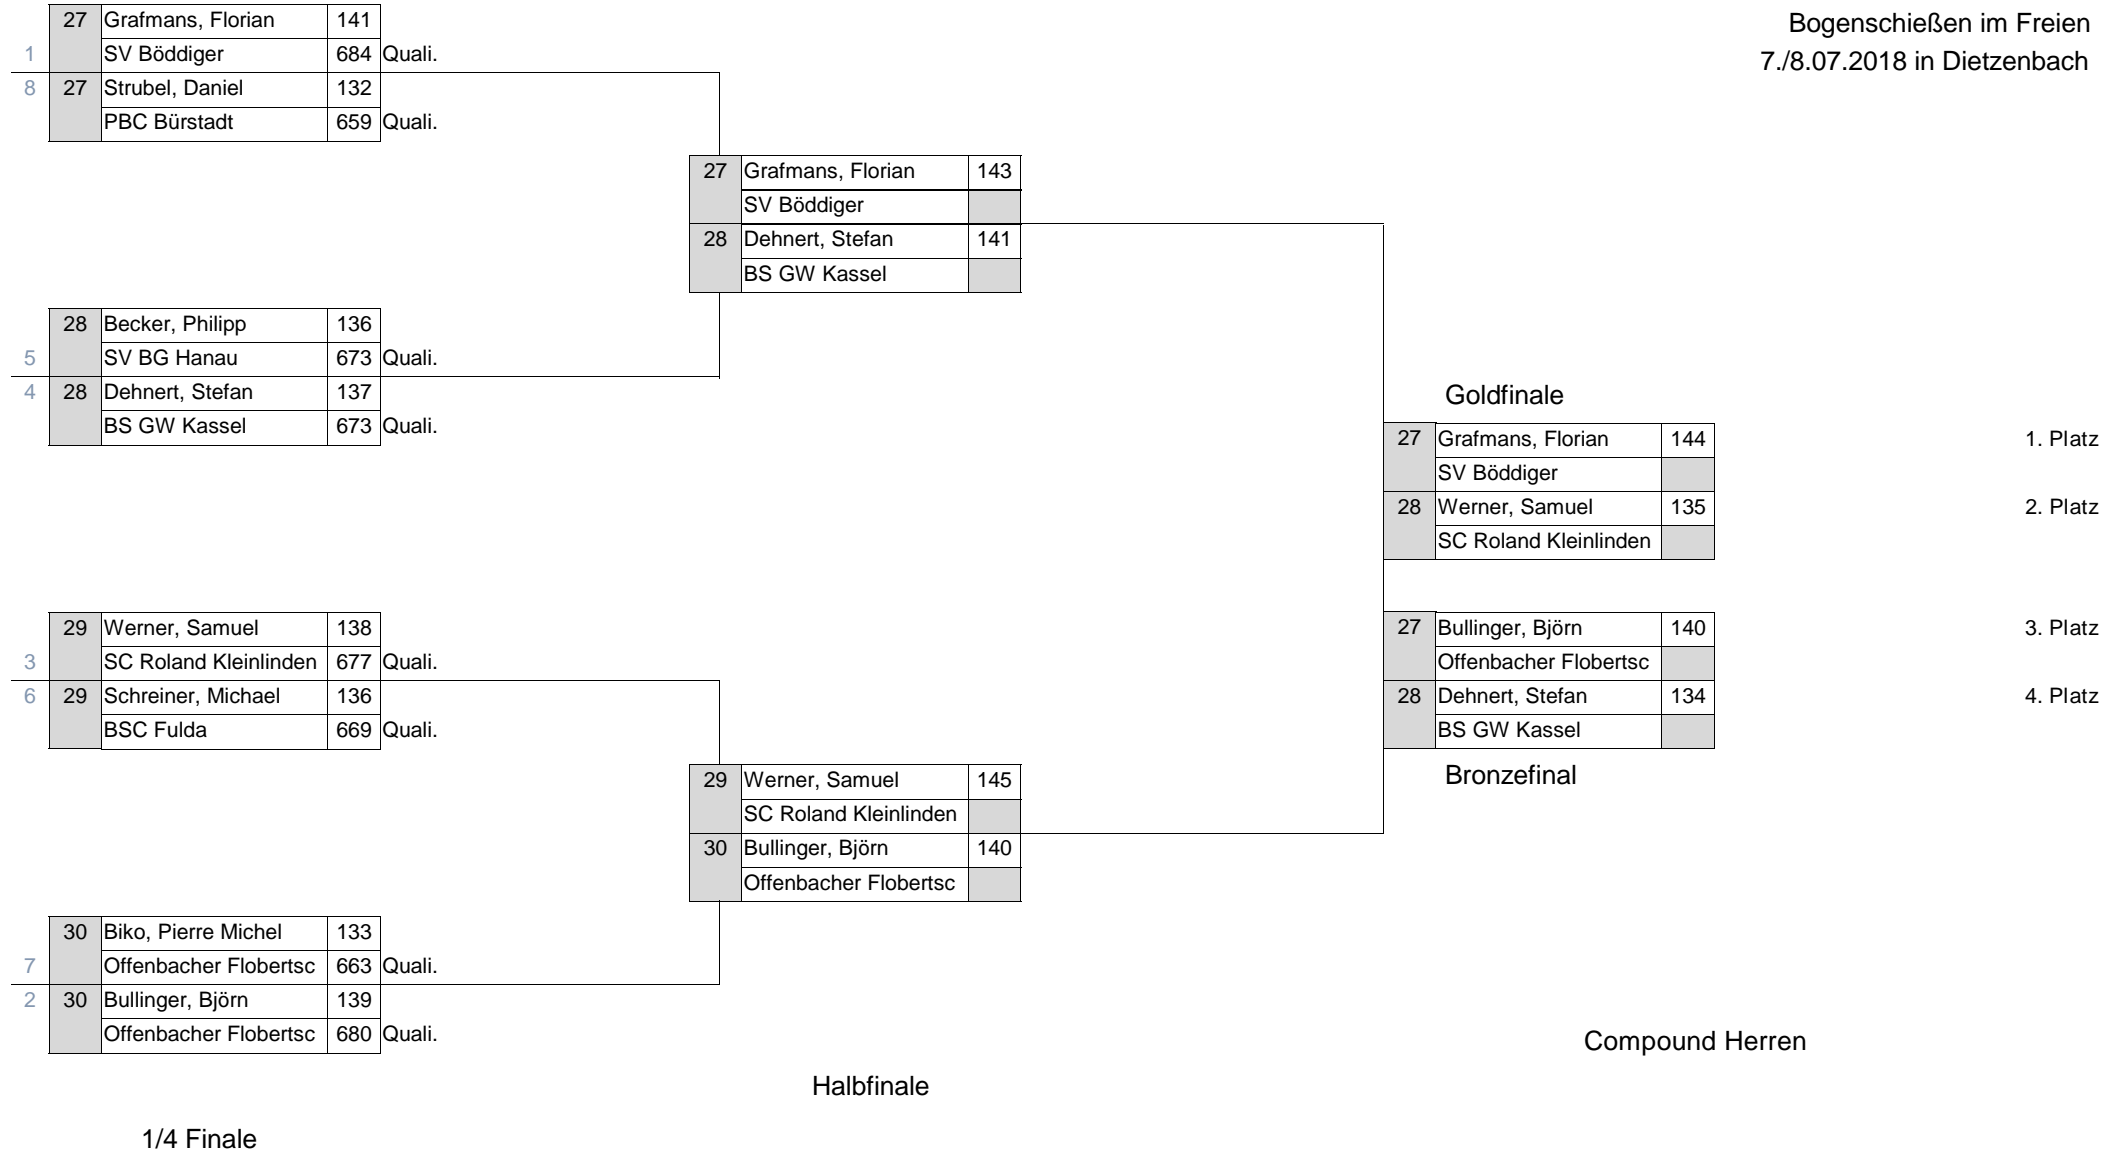 Bogenschießen im Freien
7./8.07.2018 in Dietzenbach
27 Grafmans, Florian 141
1 SV Böddiger 684 Quali.
8 27 Strubel, Daniel 132
PBC Bürstadt 659 Quali.
28 Becker, Philipp 136
5 SV BG Hanau 673 Quali.
4 28 Dehnert, Stefan 137
BS GW Kassel 673 Quali.
29 Werner, Samuel 138
3 SC Roland Kleinlinden 677 Quali.
6 29 Schreiner, Michael 136
BSC Fulda 669 Quali.
30 Biko, Pierre Michel 133
7 Offenbacher Flobertsc 663 Quali.
2 30 Bullinger, Björn 139
Offenbacher Flobertsc 680 Quali.
1/4 Finale
27 Grafmans, Florian 143
SV Böddiger
28 Dehnert, Stefan 141
BS GW Kassel
29 Werner, Samuel 145
SC Roland Kleinlinden
30 Bullinger, Björn 140
Offenbacher Flobertsc
Halbfinale
Goldfinale
27 Grafmans, Florian 144 1. Platz
SV Böddiger
28 Werner, Samuel 135 2. Platz
SC Roland Kleinlinden
27 Bullinger, Björn 140 3. Platz
Offenbacher Flobertsc
28 Dehnert, Stefan 134 4. Platz
BS GW Kassel
Bronzefinal
Compound Herren